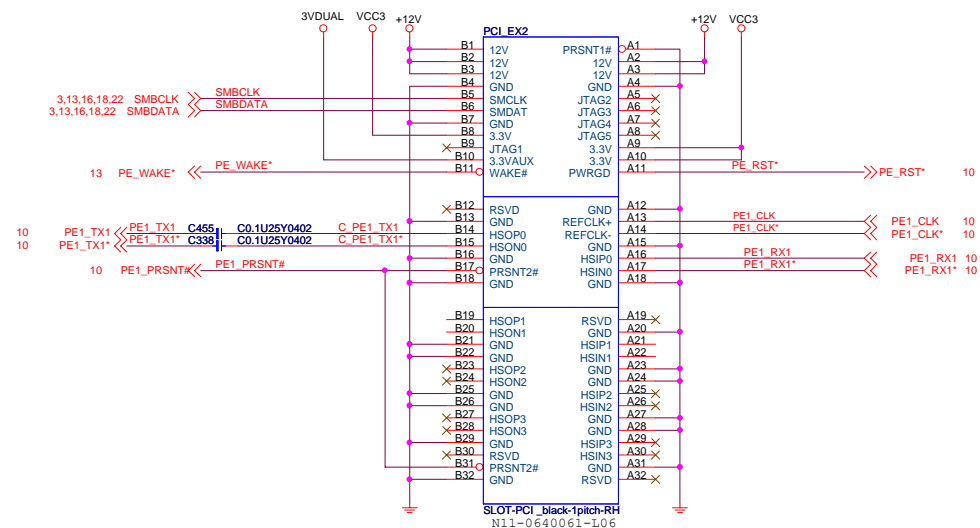 3VDUAL VCC3 +12V +12V VCC3
PCI_EX2
B1 12V PRSNT1# A1
B2 12V 12V A2
B3 12V 12V A3
B4 GND GND A4
3,13,16,18,22 SMBCLK SMBCLK B5 SMCLK JTAG2 A5
3,13,16,18,22 SMBDATA SMBDATA B6 SMDAT JTAG3 A6
B7 GND JTAG4 A7
B8 3.3V JTAG5 A8
B9 JTAG1 3.3V A9
B10 3.3VAUX 3.3V A10
13 PE_WAKE* PE_WAKE* B11 WAKE# PWRGD A11 PE_RST* PE_RST* 10
B12 RSVD GND A12
B13 GND REFCLK+ A13 PE1_CLK PE1_CLK 10
10 PE1_TX1 PE1_TX1 C455 C0.1U25Y0402 C_PE1_TX1 B14 HSOP0 REFCLK- A14 PE1_CLK* PE1_CLK* 10
10 PE1_TX1* PE1_TX1* C338 C0.1U25Y0402 C_PE1_TX1* B15 HSON0 GND A15
B16 GND HSIP0 A16 PE1_RX1 PE1_RX1 10
10 PE1_PRSNT# PE1_PRSNT# B17 PRSNT2# HSIN0 A17 PE1_RX1* PE1_RX1* 10
B18 GND GND A18
B19 HSOP1 RSVD A19
B20 HSON1 GND A20
B21 GND HSIP1 A21
B22 GND HSIN1 A22
B23 HSOP2 GND A23
B24 HSON2 GND A24
B25 GND HSIP2 A25
B26 GND HSIN2 A26
B27 HSOP3 GND A27
B28 HSON3 GND A28
B29 GND HSIP3 A29
B30 RSVD HSIN3 A30
B31 PRSNT2# GND A31
B32 GND RSVD A32
SLOT-PCI_black-1pitch-RH
N11-0640061-L06